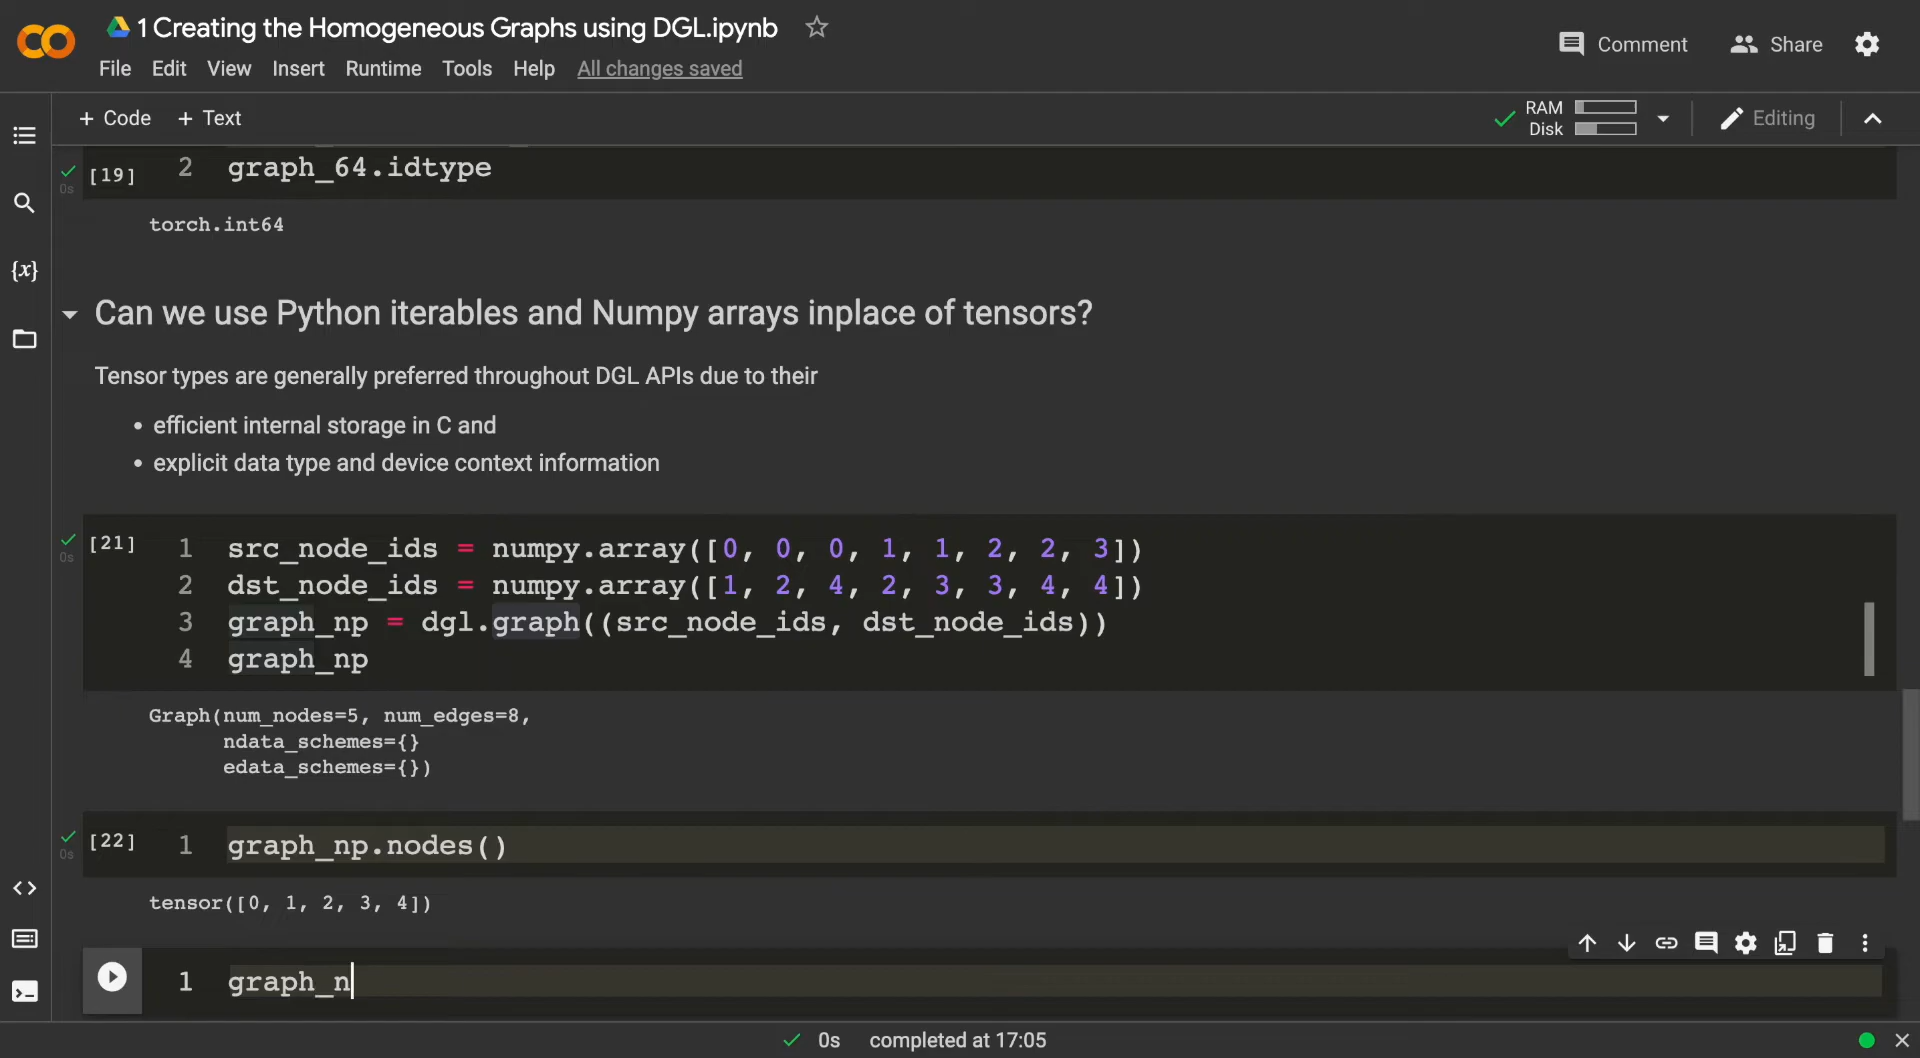 1 Creating the Homogeneous Graphs using DGL.ipynb
Comment
Share
File Edit View Insert Runtime Tools Help All changes saved
+ Code + Text
RAM
Disk
Editing
[19]
0s
2 graph_64.idtype
torch.int64
{x}
Can we use Python iterables and Numpy arrays inplace of tensors?
Tensor types are generally preferred throughout DGL APIs due to their
• efficient internal storage in C and
• explicit data type and device context information
[21]
0s
1 src_node_ids = numpy.array([0, 0, 0, 1, 1, 2, 2, 3])
2 dst_node_ids = numpy.array([1, 2, 4, 2, 3, 3, 4, 4])
3 graph_np = dgl.graph((src_node_ids, dst_node_ids))
4 graph_np
Graph(num_nodes=5, num_edges=8,
ndata_schemes={}
edata_schemes={})
[22]
0s
1 graph_np.nodes()
tensor([0, 1, 2, 3, 4])
1 graph_n
0s completed at 17:05